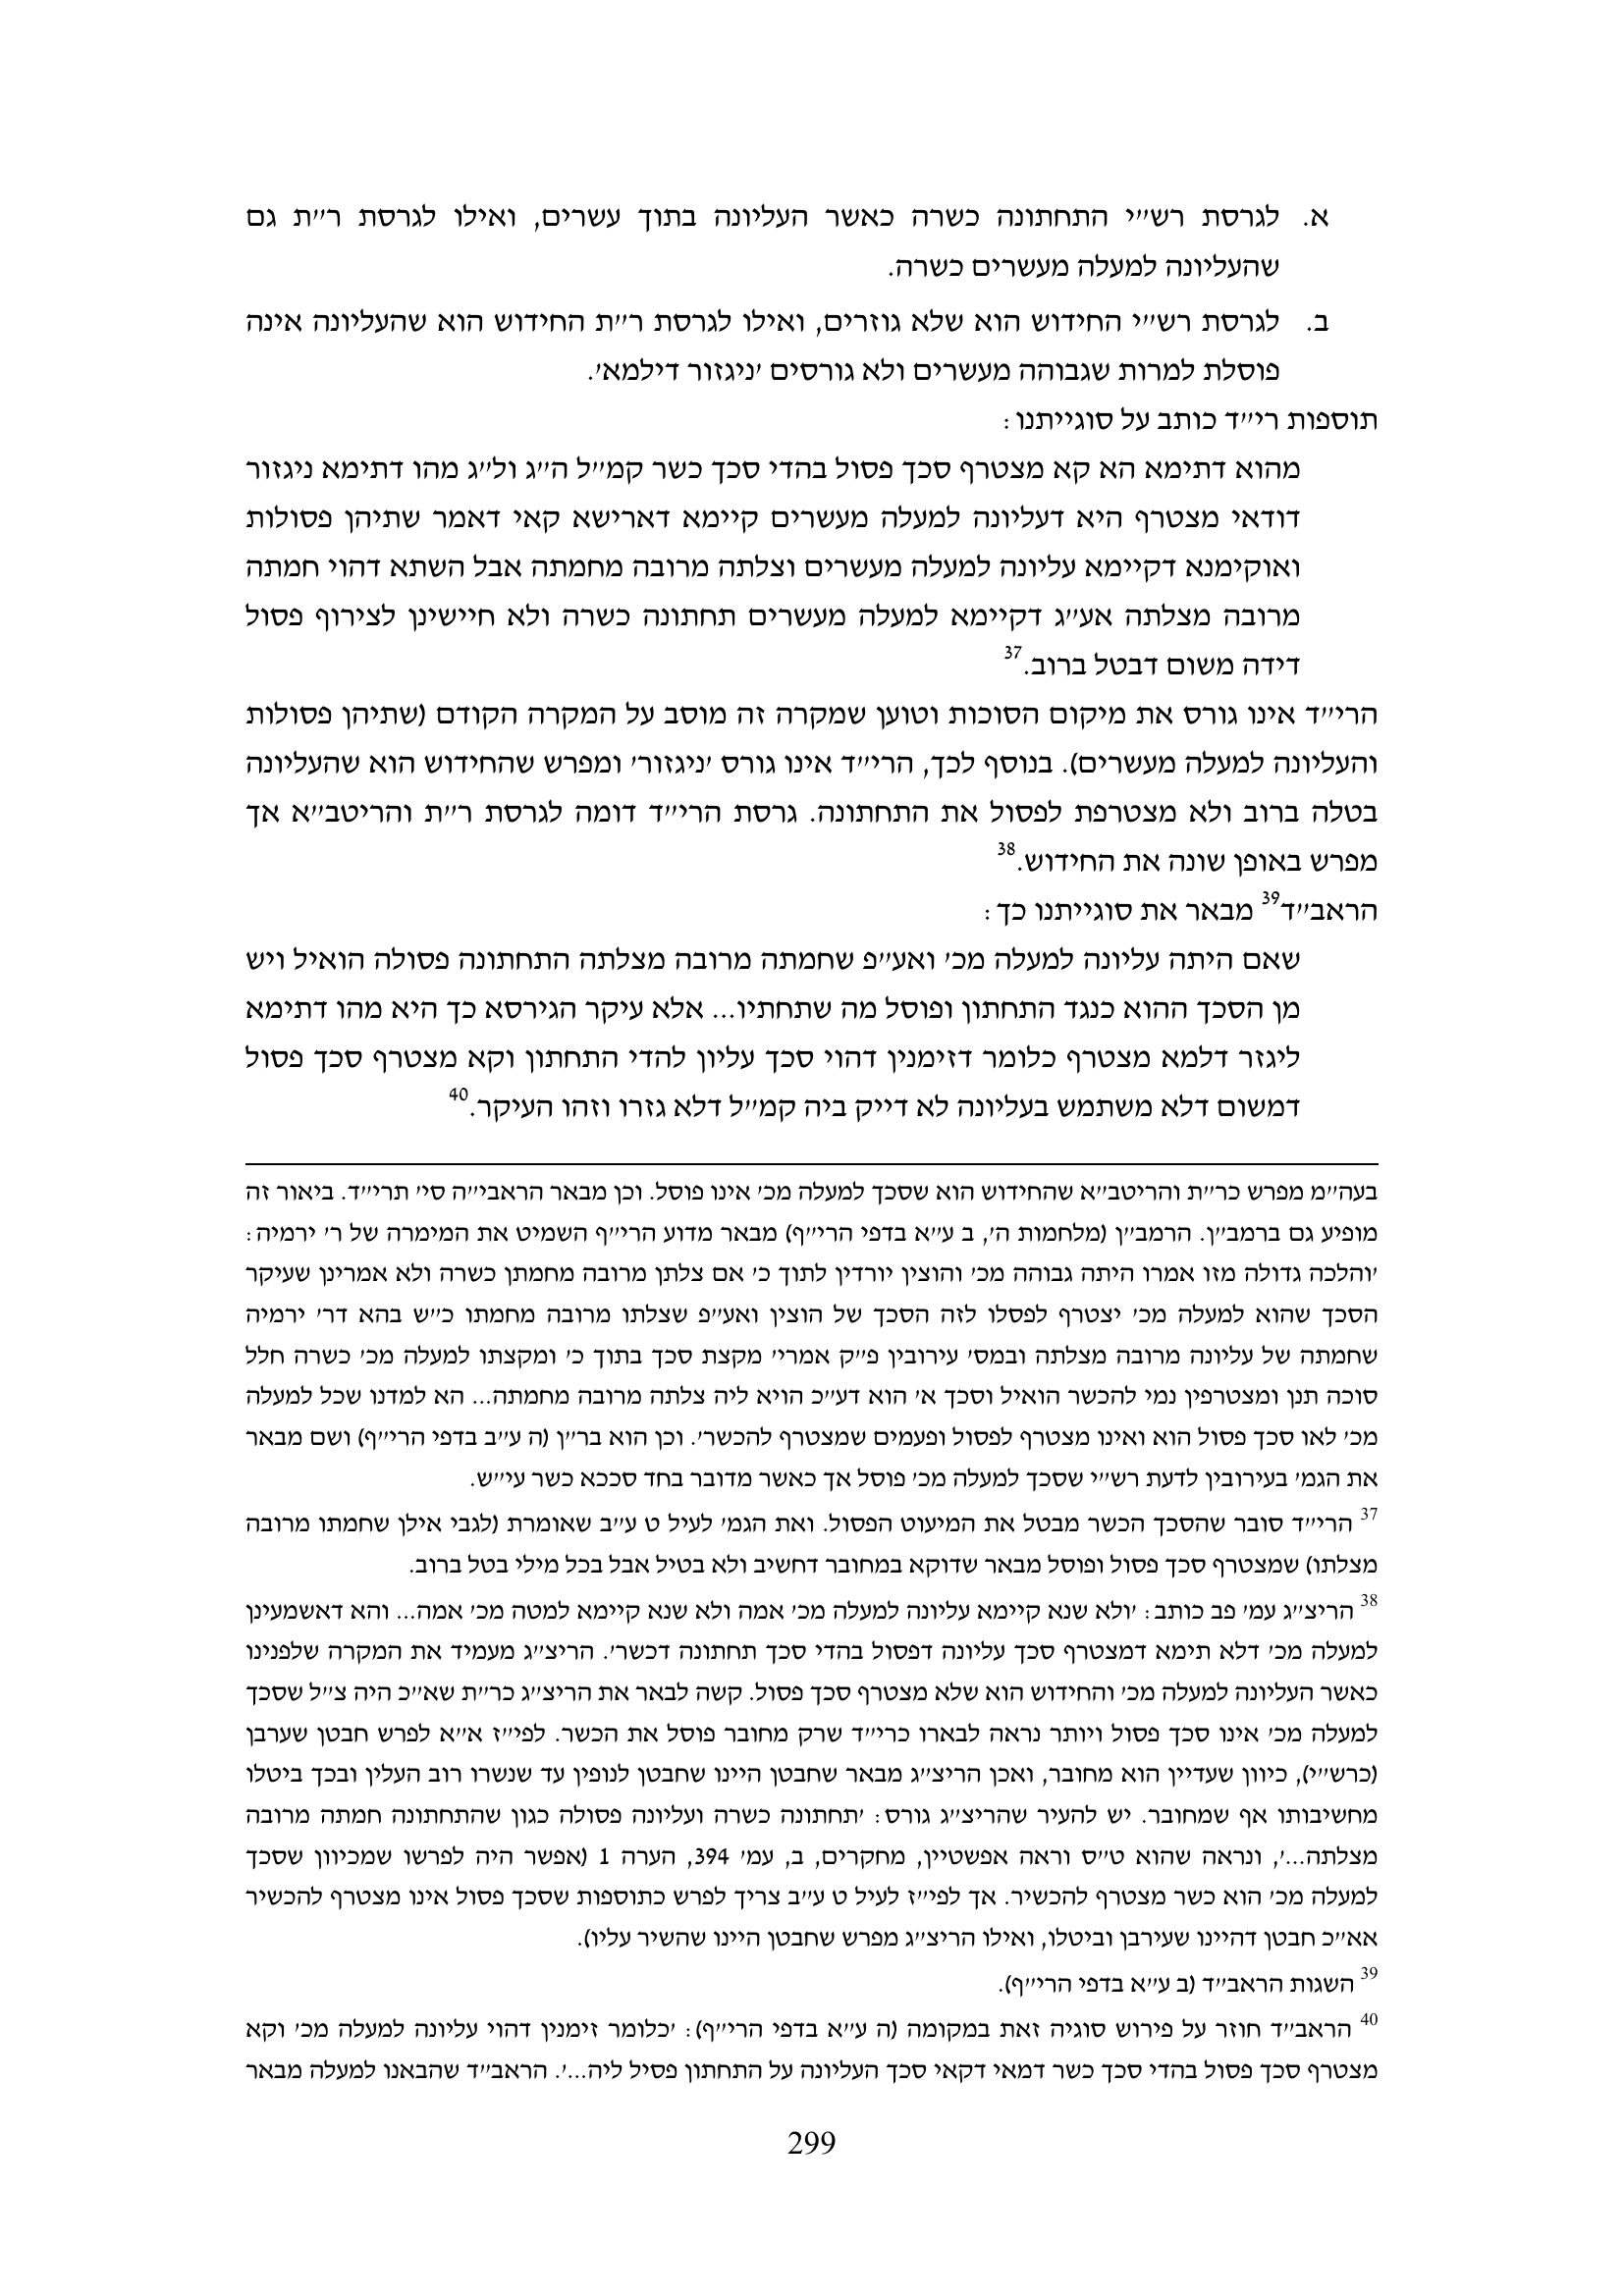 א. לגרסת רש״י התחתונה כשרה כאשר העליונה בתוך עשרים, ואילו לגרסת ר״ת גם
שהעליונה למעלה מעשרים כשרה.
ב. לגרסת רש״י החידוש הוא שלא גוזרים, ואילו לגרסת ר״ת החידוש הוא שהעליונה אינה
פוסלת למרות שגבוהה מעשרים ולא גורסים ׳ניגזור דילמא׳.
תוספות רי״ד כותב על סוגייתנו:
מהוא דתימא הא קא מצטרף סכך פסול בהדי סכך כשר קמ״ל ה״ג ול״ג מהו דתימא ניגזור
דודאי מצטרף היא דעליונה למעלה מעשרים קיימא דארישא קאי דאמר שתיהן פסולות
ואוקימנא דקיימא עליונה למעלה מעשרים וצלתה מרובה מחמתה אבל השתא דהוי חמתה
מרובה מצלתה אע״ג דקיימא למעלה מעשרים תחתונה כשרה ולא חיישינן לצירוף פסול
דידה משום דבטל ברוב.37
הרי״ד אינו גורס את מיקום הסוכות וטוען שמקרה זה מוסב על המקרה הקודם (שתיהן פסולות
והעליונה למעלה מעשרים). בנוסף לכך, הרי״ד אינו גורס ׳ניגזור׳ ומפרש שהחידוש הוא שהעליונה
בטלה ברוב ולא מצטרפת לפסול את התחתונה. גרסת הרי״ד דומה לגרסת ר״ת והריטב״א אך
מפרש באופן שונה את החידוש.38
הראב״ד39 מבאר את סוגייתנו כך:
שאם היתה עליונה למעלה מכ׳ ואע״פ שחמתה מרובה מצלתה התחתונה פסולה הואיל ויש
מן הסכך ההוא כנגד התחתון ופוסל מה שתחתיו... אלא עיקר הגירסא כך היא מהו דתימא
ליגזר דלמא מצטרף כלומר דזימנין דהוי סכך עליון להדי התחתון וקא מצטרף סכך פסול
דמשום דלא משתמש בעליונה לא דייק ביה קמ״ל דלא גזרו וזהו העיקר.40
בעה״מ מפרש כר״ת והריטב״א שהחידוש הוא שסכך למעלה מכ׳ אינו פוסל. וכן מבאר הראבי״ה סי׳ תרי״ד. ביאור זה
מופיע גם ברמב״ן. הרמב״ן (מלחמות ה׳, ב ע״א בדפי הרי״ף) מבאר מדוע הרי״ף השמיט את המימרה של ר׳ ירמיה:
׳והלכה גדולה מזו אמרו היתה גבוהה מכ׳ והוצין יורדין לתוך כ׳ אם צלתן מרובה מחמתן כשרה ולא אמרינן שעיקר
הסכך שהוא למעלה מכ׳ יצטרף לפסלו לזה הסכך של הוצין ואע״פ שצלתו מרובה מחמתו כ״ש בהא דר׳ ירמיה
שחמתה של עליונה מרובה מצלתה ובמס׳ עירובין פ״ק אמרי׳ מקצת סכך בתוך כ׳ ומקצתו למעלה מכ׳ כשרה חלל
סוכה תנן ומצטרפין נמי להכשר הואיל וסכך א׳ הוא דע״כ הויא ליה צלתה מרובה מחמתה... הא למדנו שכל למעלה
מכ׳ לאו סכך פסול הוא ואינו מצטרף לפסול ופעמים שמצטרף להכשר׳. וכן הוא בר״ן (ה ע״ב בדפי הרי״ף) ושם מבאר
את הגמ׳ בעירובין לדעת רש״י שסכך למעלה מכ׳ פוסל אך כאשר מדובר בחד סככא כשר עי״ש.
37 הרי״ד סובר שהסכך הכשר מבטל את המיעוט הפסול. ואת הגמ׳ לעיל ט ע״ב שאומרת (לגבי אילן שחמתו מרובה
מצלתו) שמצטרף סכך פסול ופוסל מבאר שדוקא במחובר דחשיב ולא בטיל אבל בכל מילי בטל ברוב.
38 הריצ״ג עמ׳ פב כותב: ׳ולא שנא קיימא עליונה למעלה מכ׳ אמה ולא שנא קיימא למטה מכ׳ אמה... והא דאשמעינן
למעלה מכ׳ דלא תימא דמצטרף סכך עליונה דפסול בהדי סכך תחתונה דכשר׳. הריצ״ג מעמיד את המקרה שלפנינו
כאשר העליונה למעלה מכ׳ והחידוש הוא שלא מצטרף סכך פסול. קשה לבאר את הריצ״ג כר״ת שא״כ היה צ״ל שסכך
למעלה מכ׳ אינו סכך פסול ויותר נראה לבארו כרי״ד שרק מחובר פוסל את הכשר. לפי״ז א״א לפרש חבטן שערבן
(כרש״י), כיוון שעדיין הוא מחובר, ואכן הריצ״ג מבאר שחבטן היינו שחבטן לנופין עד שנשרו רוב העלין ובכך ביטלו
מחשיבותו אף שמחובר. יש להעיר שהריצ״ג גורס: ׳תחתונה כשרה ועליונה פסולה כגון שהתחתונה חמתה מרובה
מצלתה...׳, ונראה שהוא ט״ס וראה אפשטיין, מחקרים, ב, עמ׳ 394, הערה 1 (אפשר היה לפרשו שמכיוון שסכך
למעלה מכ׳ הוא כשר מצטרף להכשיר. אך לפי״ז לעיל ט ע״ב צריך לפרש כתוספות שסכך פסול אינו מצטרף להכשיר
אא״כ חבטן דהיינו שעירבן וביטלו, ואילו הריצ״ג מפרש שחבטן היינו שהשיר עליו).
39 השגות הראב״ד (ב ע״א בדפי הרי״ף).
40 הראב״ד חוזר על פירוש סוגיה זאת במקומה (ה ע״א בדפי הרי״ף): ׳כלומר זימנין דהוי עליונה למעלה מכ׳ וקא
מצטרף סכך פסול בהדי סכך כשר דמאי דקאי סכך העליונה על התחתון פסיל ליה...׳. הראב״ד שהבאנו למעלה מבאר
299